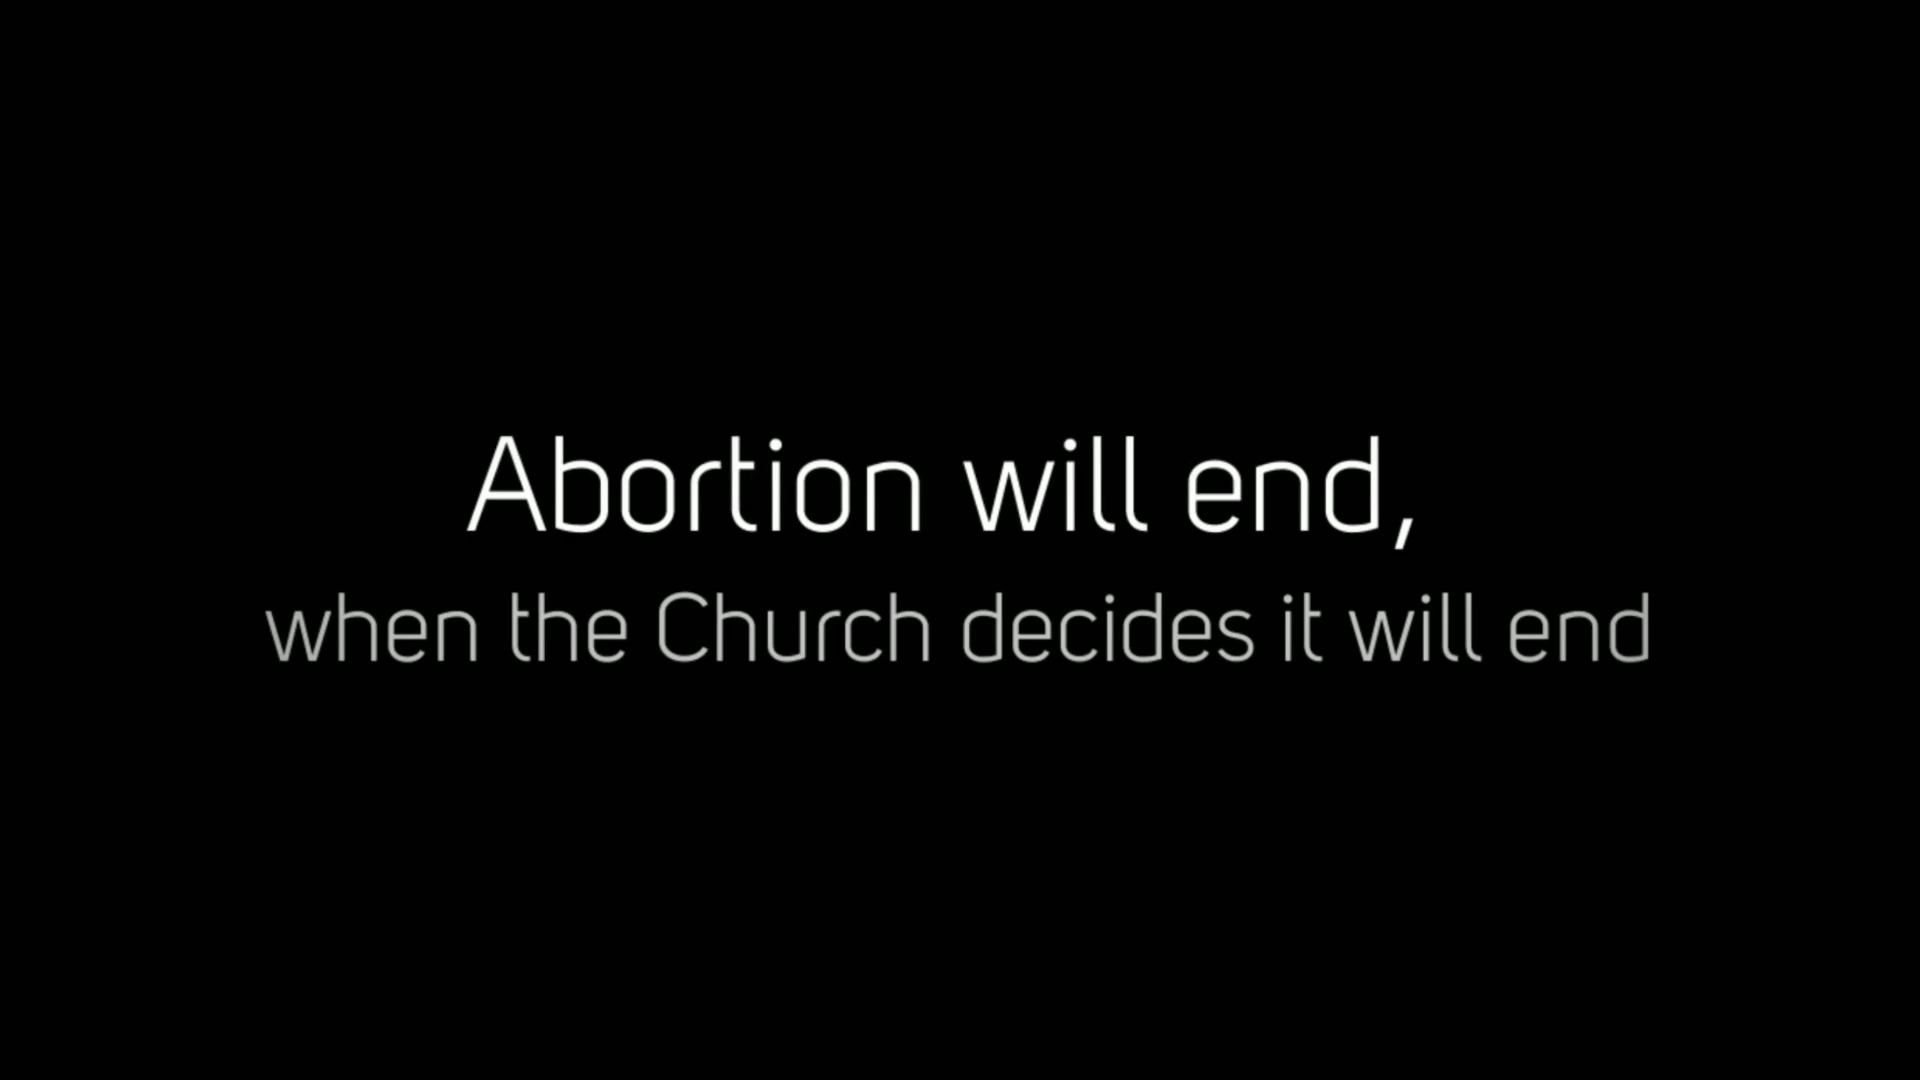 Abortion will end,
when the Church decides it will end